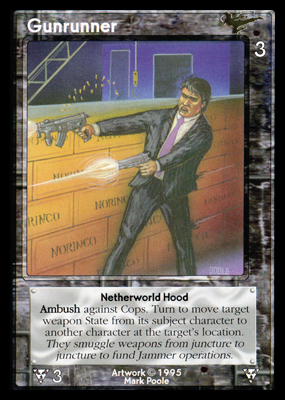 Gunrunner
3
NORINCO
NORINCO
NORINCO
NORINCO
POOLE
Netherworld Hood
Ambush against Cops. Turn to move target
weapon State from its subject character to
another character at the target's location.
They smuggle weapons from juncture to
juncture to fund Jammer operations.
3
Artwork © 1995
Mark Poole